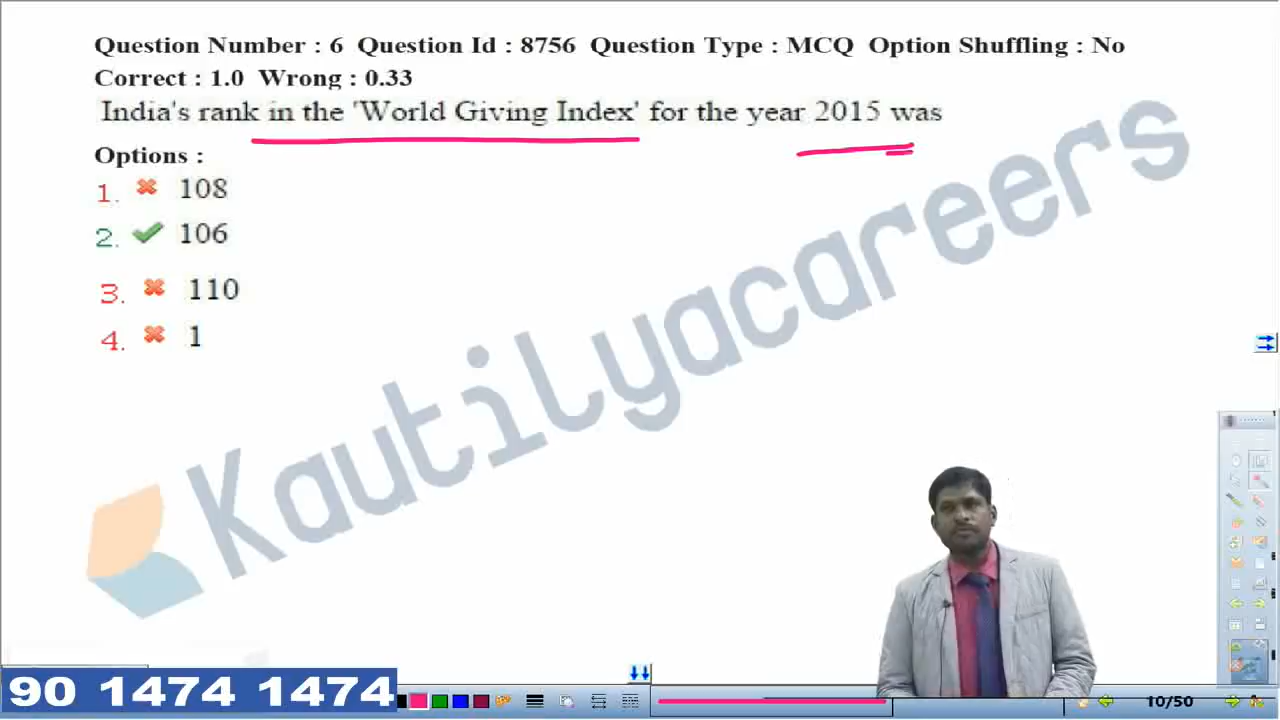 Question Number : 6 Question Id : 8756 Question Type : MCQ Option Shuffling : No
Correct : 1.0 Wrong : 0.33
India's rank in the 'World Giving Index' for the year 2015 was
Options :
1. 108
2. 106
3. 110
4. 1
Kautilyacareers
90 1474 1474
10/50